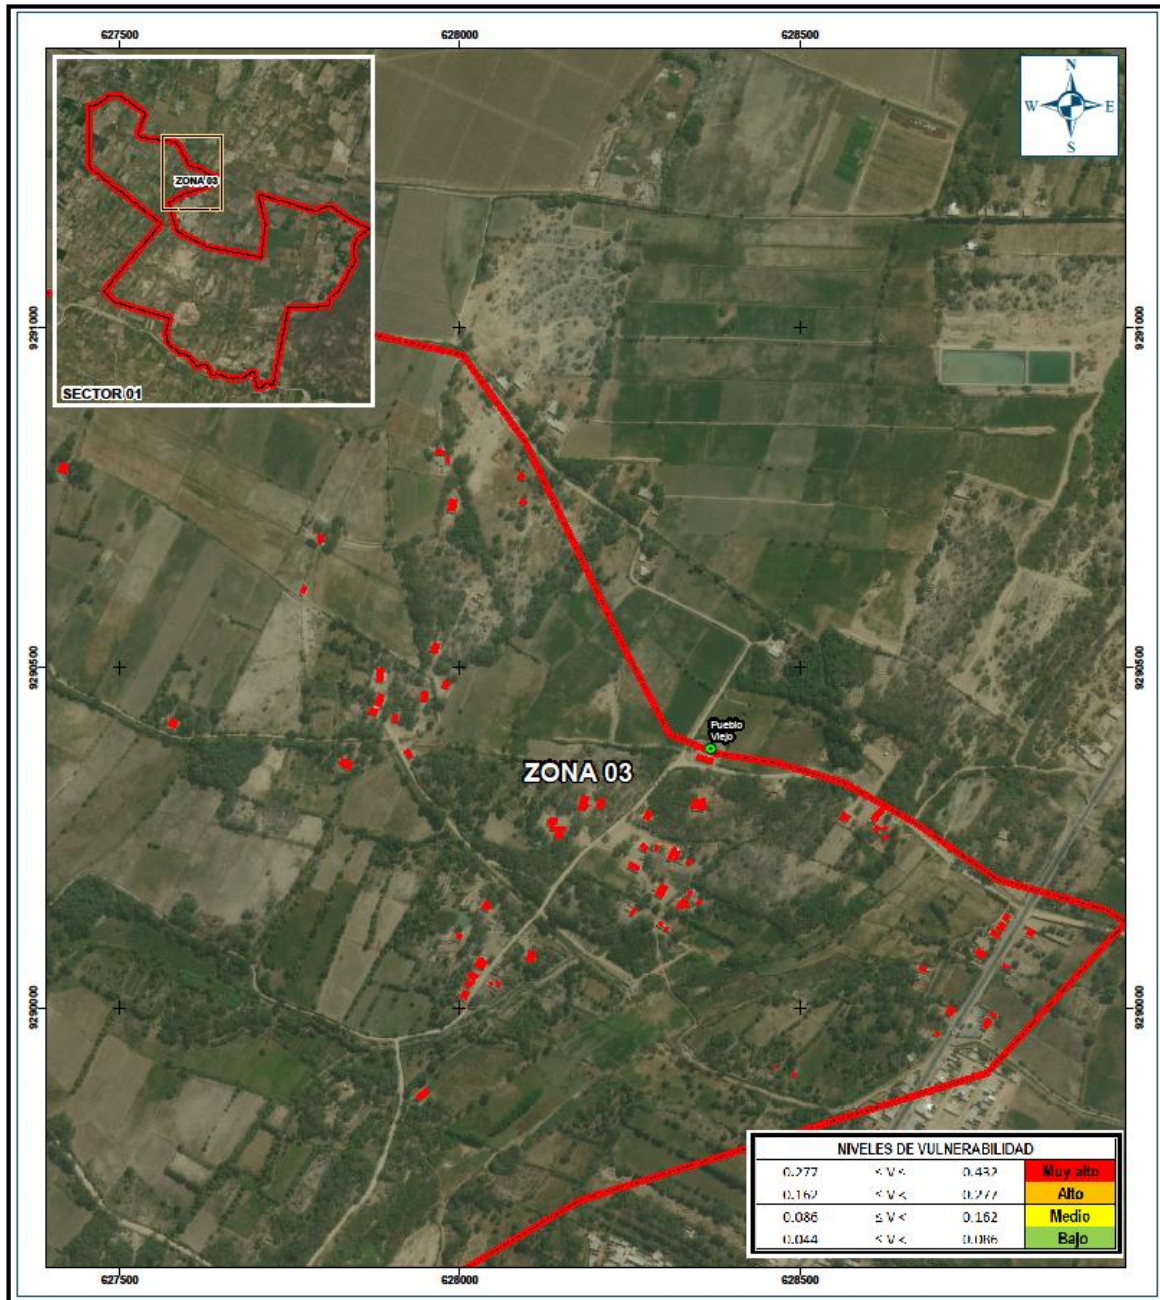 627500 628000 628500
N
W E
S
ZONA 03
SECTOR 01
9291000 9291000
9290500 9290500
Pueblo
Viejo
ZONA 03
9290000 9290000
NIVELES DE VULNERABILIDAD
0.277 ≤ V < 0.432 Muy alto
0.162 ≤ V < 0.277 Alto
0.086 ≤ V < 0.162 Medio
0.044 ≤ V < 0.086 Bajo
627500 628000 628500